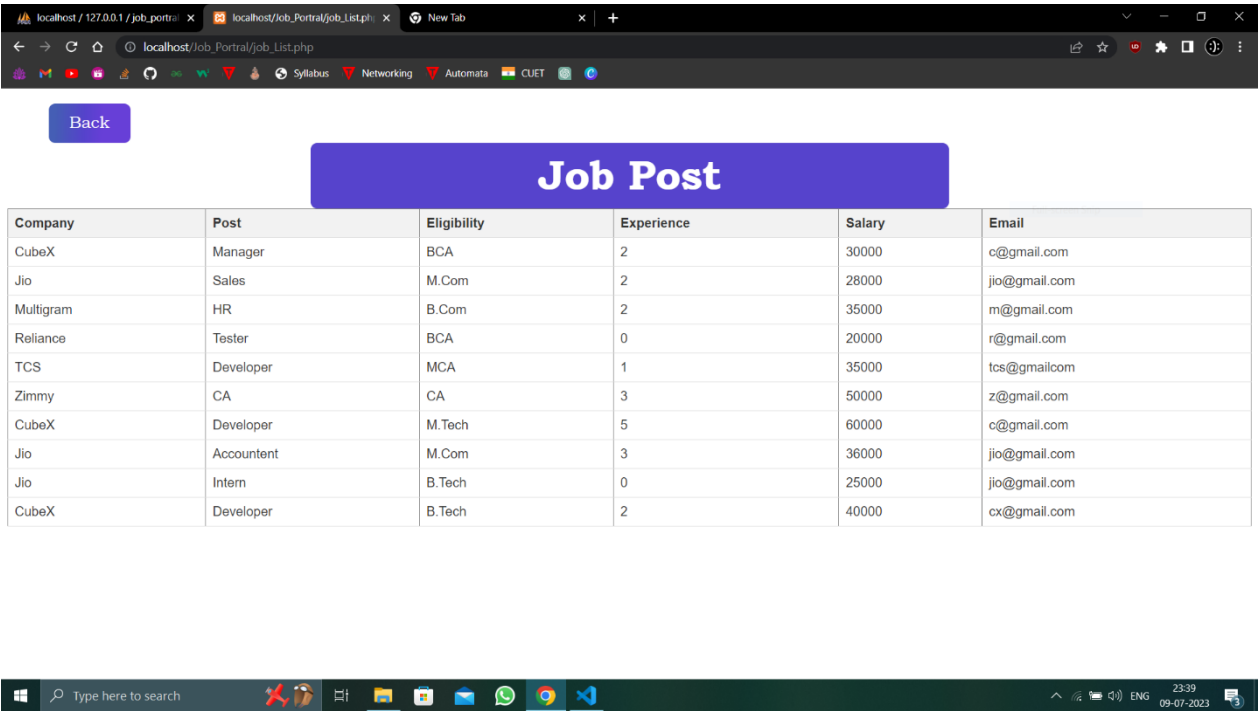 localhost / 127.0.0.1 / job_portral
localhost/Job_Portral/job_List.php
New Tab
localhost/Job_Portral/job_List.php
Syllabus Networking Automata CUET
Back
Job Post
Company Post Eligibility Experience Salary Email
CubeX Manager BCA 2 30000 c@gmail.com
Jio Sales M.Com 2 28000 jio@gmail.com
Multigram HR B.Com 2 35000 m@gmail.com
Reliance Tester BCA 0 20000 r@gmail.com
TCS Developer MCA 1 35000 tcs@gmailcom
Zimmy CA CA 3 50000 z@gmail.com
CubeX Developer M.Tech 5 60000 c@gmail.com
Jio Accountent M.Com 3 36000 jio@gmail.com
Jio Intern B.Tech 0 25000 jio@gmail.com
CubeX Developer B.Tech 2 40000 cx@gmail.com
Type here to search
ENG
23:39
09-07-2023
3